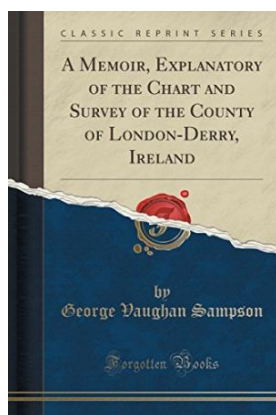 CLASSIC REPRINT SERIES
A MEMOIR, EXPLANATORY
OF THE CHART AND
SURVEY OF THE COUNTY
OF LONDON-DERRY,
IRELAND
by
George Vaughan Sampson
Forgotten Books